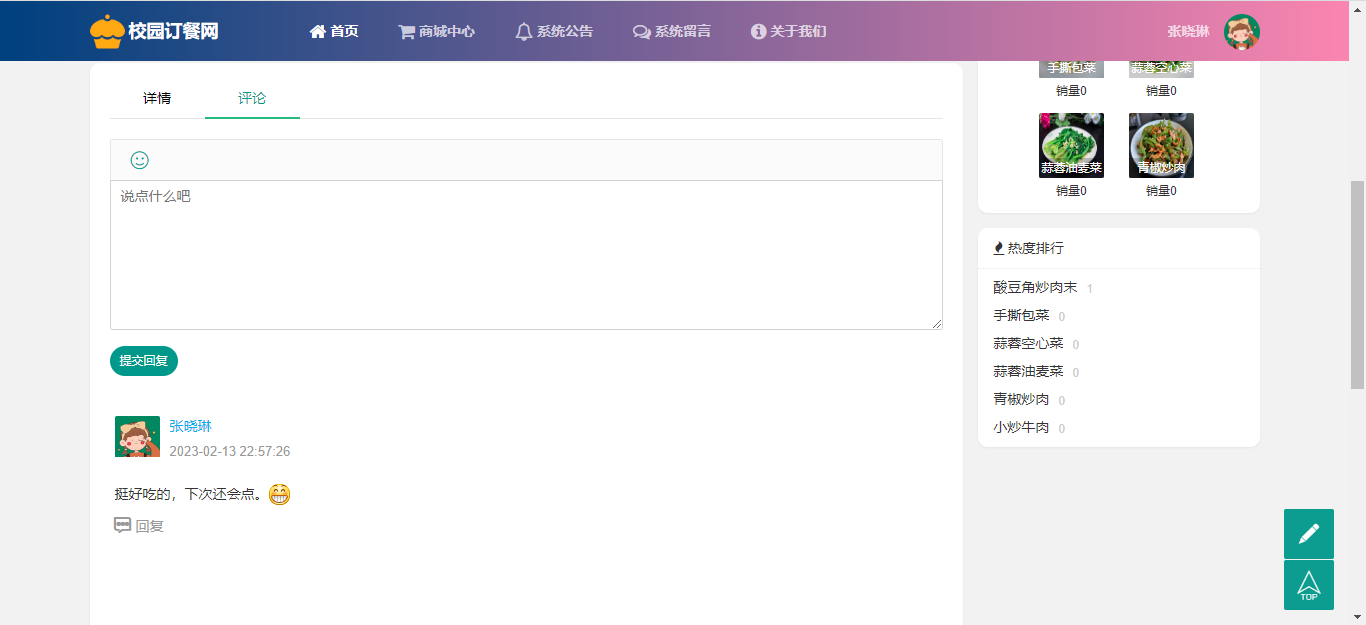 校园订餐网
首页
商城中心
系统公告
系统留言
关于我们
张晓琳
详情
评论
说点什么吧
提交回复
张晓琳
2023-02-13 22:57:26
挺好吃的，下次还会点。
回复
手撕包菜
蒜蓉空心菜
销量0
销量0
蒜蓉油麦菜
青椒炒肉
销量0
销量0
热度排行
酸豆角炒肉末 1
手撕包菜 0
蒜蓉空心菜 0
蒜蓉油麦菜 0
青椒炒肉 0
小炒牛肉 0
TOP